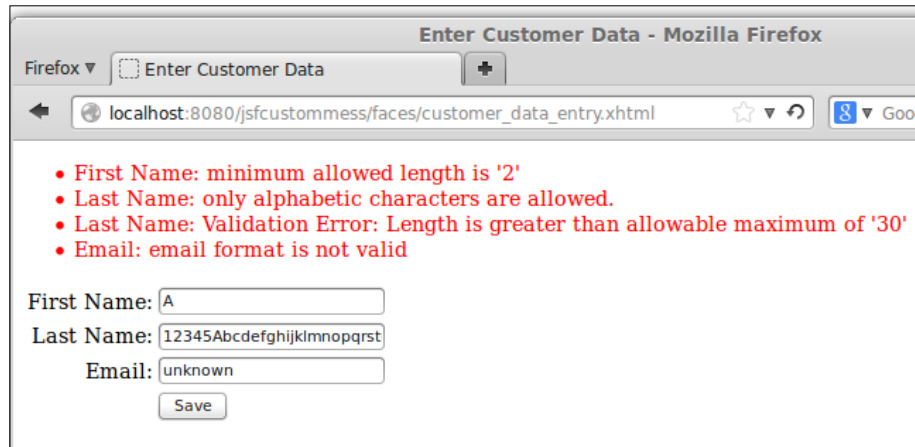 Enter Customer Data - Mozilla Firefox
Firefox ▾ Enter Customer Data
localhost:8080/jsfcustommess/faces/customer_data_entry.xhtml 8 Goo
• First Name: minimum allowed length is '2'
• Last Name: only alphabetic characters are allowed.
• Last Name: Validation Error: Length is greater than allowable maximum of '30'
• Email: email format is not valid
First Name: A
Last Name: 12345Abcdefghijklmnopqrst
Email: unknown
Save